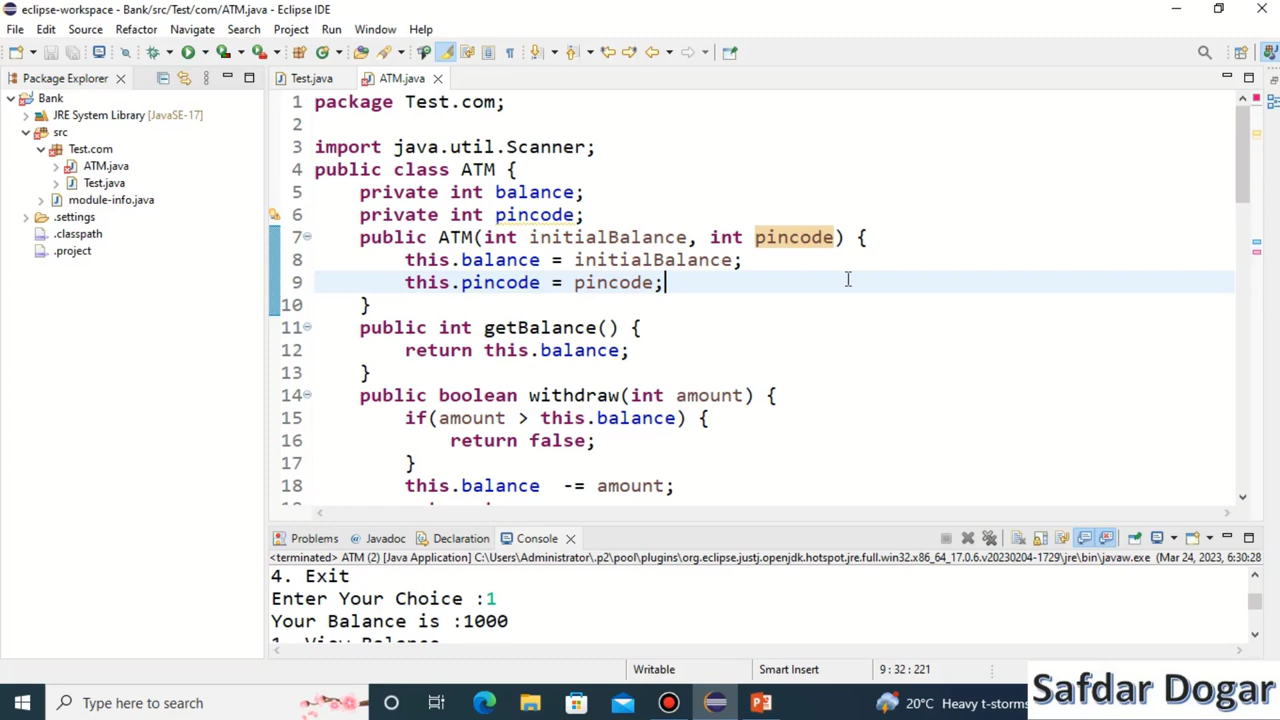 eclipse-workspace - Bank/src/Test/com/ATM.java - Eclipse IDE
File Edit Source Refactor Navigate Search Project Run Window Help
Package Explorer
Test.java
ATM.java
Bank
JRE System Library [JavaSE-17]
src
Test.com
ATM.java
Test.java
module-info.java
.settings
.classpath
.project
1 package Test.com;
2
3 import java.util.Scanner;
4 public class ATM {
5 private int balance;
6 private int pincode;
7 public ATM(int initialBalance, int pincode) {
8 this.balance = initialBalance;
9 this.pincode = pincode;
10 }
11 public int getBalance() {
12 return this.balance;
13 }
14 public boolean withdraw(int amount) {
15 if(amount > this.balance) {
16 return false;
17 }
18 this.balance -= amount;
Problems Javadoc Declaration Console
<terminated> ATM (2) [Java Application] C:\Users\Administrator\.p2\pool\plugins\org.eclipse.justj.openjdk.hotspot.jre.full.win32.x86_64_17.0.6.v20230204-1729\jre\bin\javaw.exe (Mar 24, 2023, 6:30:28
4. Exit
Enter Your Choice :1
Your Balance is :1000
1. View Balance
Writable
Smart Insert
9 : 32 : 221
Type here to search
20°C Heavy t-storms
Safdar Dogar